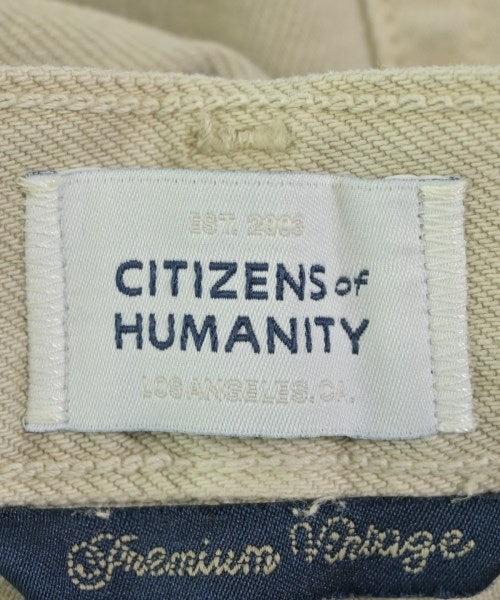 EST. 2003
CITIZENS of
HUMANITY
LOS ANGELES, CA.
Premium Vintage